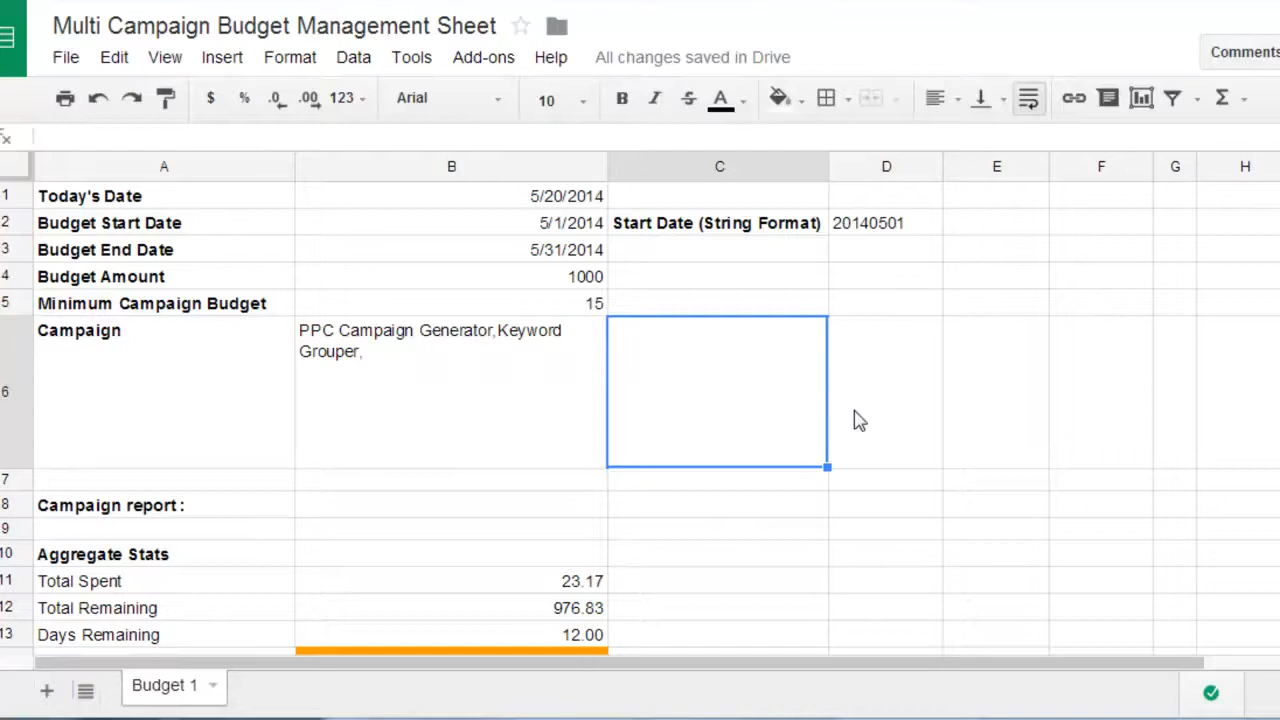 Multi Campaign Budget Management Sheet
File Edit View Insert Format Data Tools Add-ons Help All changes saved in Drive
Comments
$ % .0 .00 123 Arial 10 B I S A Σ
fx
A B C D E F G H
1 Today's Date 5/20/2014
2 Budget Start Date 5/1/2014 Start Date (String Format) 20140501
3 Budget End Date 5/31/2014
4 Budget Amount 1000
5 Minimum Campaign Budget 15
Campaign PPC Campaign Generator,Keyword
Grouper,
6
7
8 Campaign report :
9
10 Aggregate Stats
11 Total Spent 23.17
12 Total Remaining 976.83
13 Days Remaining 12.00
Budget 1